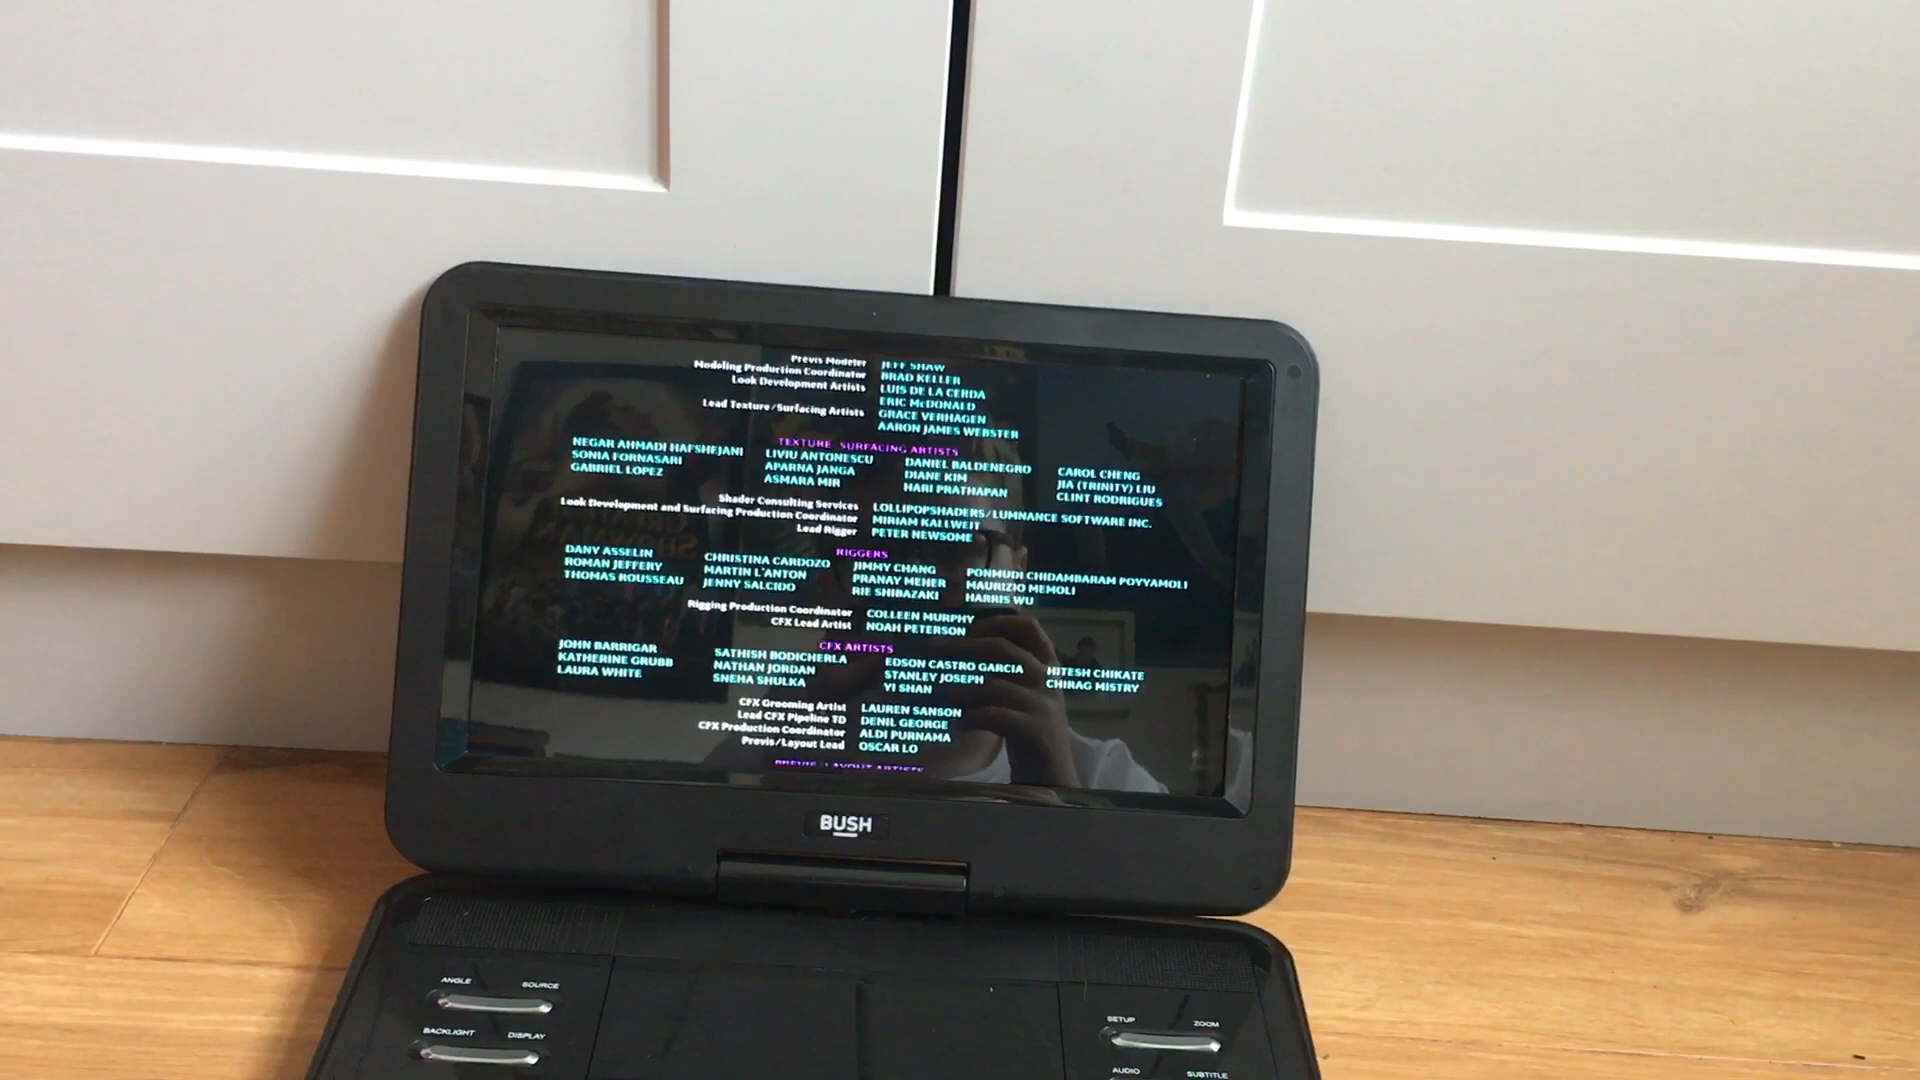 Previs Modeler JEFF SHAW
Modeling Production Coordinator BRAD KELLER
Look Development Artists LUIS DE LA CERDA
ERIC McDONALD
Lead Texture/Surfacing Artists GRACE VERHAGEN
AARON JAMES WEBSTER
TEXTURE SURFACING ARTISTS
NEGAR AHMADI HAFSHEJANI LIVIU ANTONESCU DANIEL BALDENEGRO CAROL CHENG
SONIA FORNASARI APARNA JANGA DIANE KIM JIA (TRINITY) LIU
GABRIEL LOPEZ ASMARA MIR HARI PRATHAPAN CLINT RODRIGUES
Shader Consulting Services LOLLIPOPSHADERS/LUMNANCE SOFTWARE INC.
Look Development and Surfacing Production Coordinator MIRIAM KALLWEIT
Lead Rigger PETER NEWSOME
RIGGERS
DANY ASSELIN CHRISTINA CARDOZO JIMMY CHANG PONMUDI CHIDAMBARAM POYYAMOLI
ROMAN JEFFERY MARTIN L'ANTON PRANAY MEHER MAURIZIO MEMOLI
THOMAS ROUSSEAU JENNY SALCIDO RIE SHIBAZAKI HARRIS WU
Rigging Production Coordinator COLLEEN MURPHY
CFX Lead Artist NOAH PETERSON
CFX ARTISTS
JOHN BARRIGAR SATHISH BODICHERLA EDSON CASTRO GARCIA HITESH CHIKATE
KATHERINE GRUBB NATHAN JORDAN STANLEY JOSEPH CHIRAG MISTRY
LAURA WHITE SNEHA SHULKA YI SHAN
CFX Grooming Artist LAUREN SANSON
Lead CFX Pipeline TD DENIL GEORGE
CFX Production Coordinator ALDI PURNAMA
Previs/Layout Lead OSCAR LO
PREVIS LAYOUT ARTISTS
BUSH
ANGLE SOURCE
BACKLIGHT DISPLAY
SETUP ZOOM
AUDIO SUBTITLE